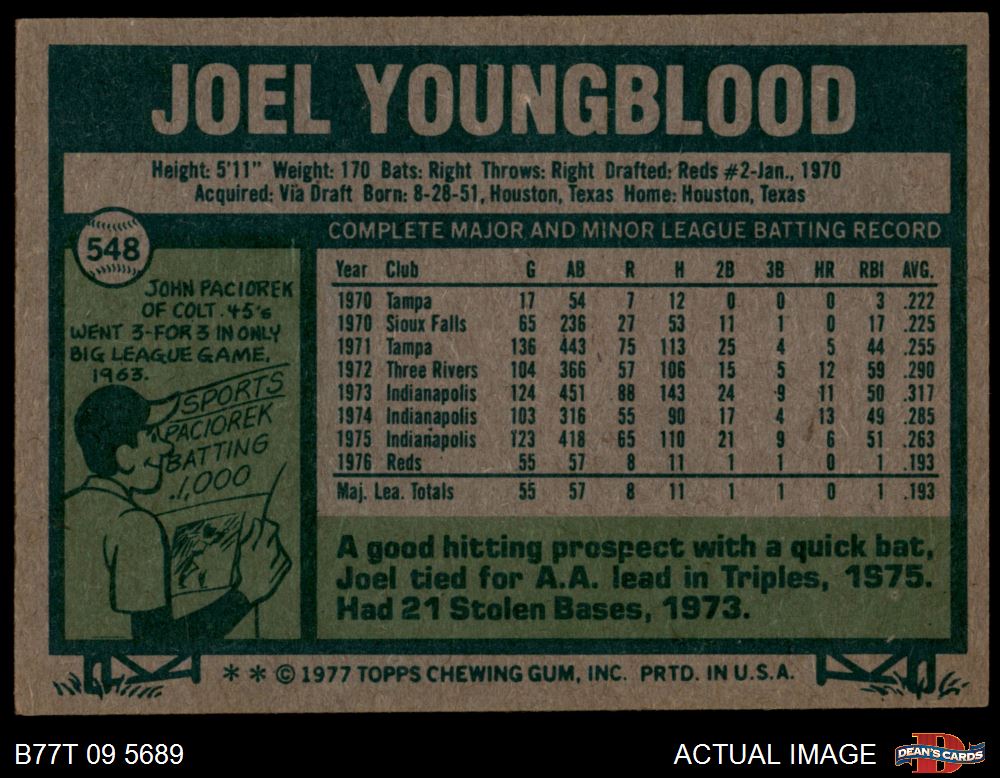 JOEL YOUNGBLOOD
Height: 5'11" Weight: 170 Bats: Right Throws: Right Drafted: Reds #2-Jan., 1970
Acquired: Via Draft Born: 8-28-51, Houston, Texas Home: Houston, Texas
548
JOHN PACIOREK
OF COLT .45's
WENT 3-FOR 3 IN ONLY
BIG LEAGUE GAME,
1963.
SPORTS
PACIOREK
BATTING
1,000
COMPLETE MAJOR AND MINOR LEAGUE BATTING RECORD
Year Club G AB R H 2B 3B HR RBI AVG.
1970 Tampa 17 54 7 12 0 0 0 3 .222
1970 Sioux Falls 65 236 27 53 11 1 0 17 .225
1971 Tampa 136 443 75 113 25 4 5 44 .255
1972 Three Rivers 104 366 57 106 15 5 12 59 .290
1973 Indianapolis 124 451 88 143 24 9 11 50 .317
1974 Indianapolis 103 316 55 90 17 4 13 49 .285
1975 Indianapolis 123 418 65 110 21 9 6 51 .263
1976 Reds 55 57 8 11 1 1 0 1 .193
Maj. Lea. Totals 55 57 8 11 1 1 0 1 .193
A good hitting prospect with a quick bat,
Joel tied for A.A. lead in Triples, 1975.
Had 21 Stolen Bases, 1973.
** © 1977 TOPPS CHEWING GUM, INC. PRTD. IN U.S.A.
B77T 09 5689
ACTUAL IMAGE
DEAN'S CARDS